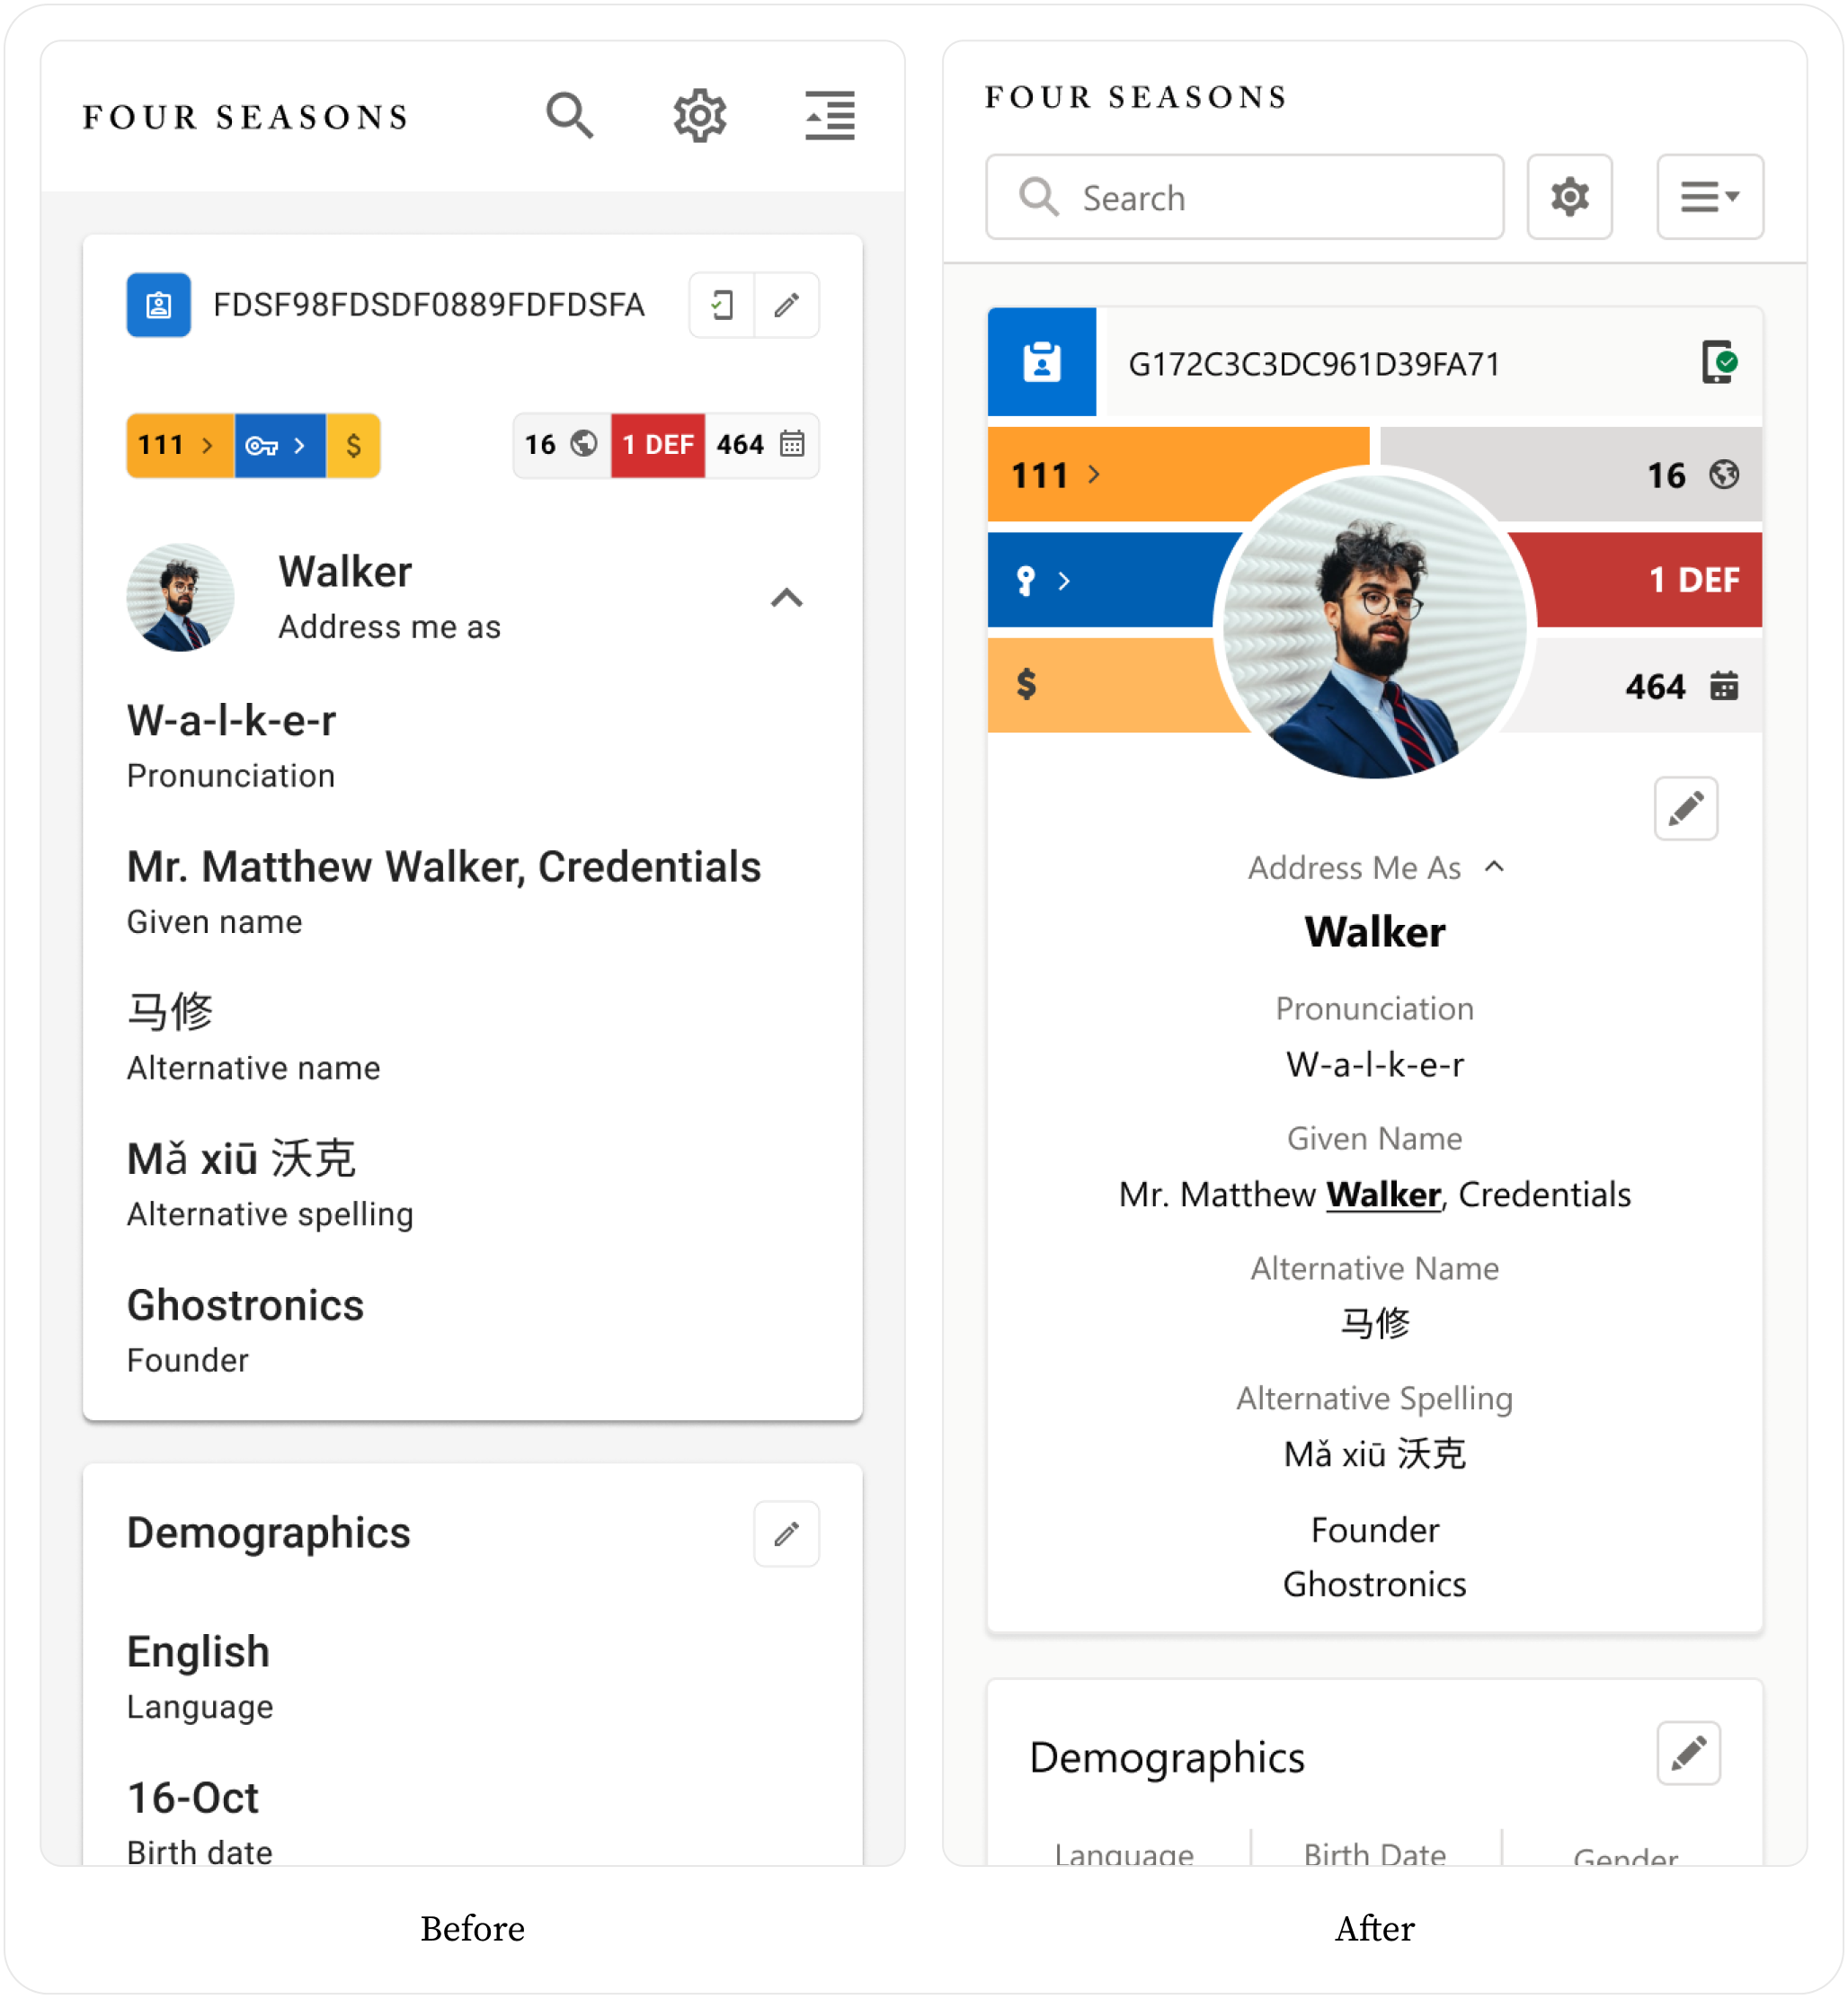 FOUR SEASONS
FDSF98FDSDF0889FDFDSFA
111 $ 16 1 DEF 464
Walker
Address me as
W-a-l-k-e-r
Pronunciation
Mr. Matthew Walker, Credentials
Given name
马修
Alternative name
Mǎ xiū 沃克
Alternative spelling
Ghostronics
Founder
Demographics
English
Language
16-Oct
Birth date
Before
FOUR SEASONS
Search
G172C3C3DC961D39FA71
111 16
1 DEF
$ 464
Address Me As
Walker
Pronunciation
W-a-l-k-e-r
Given Name
Mr. Matthew Walker, Credentials
Alternative Name
马修
Alternative Spelling
Mǎ xiū 沃克
Founder
Ghostronics
Demographics
Language Birth Date Gender
After